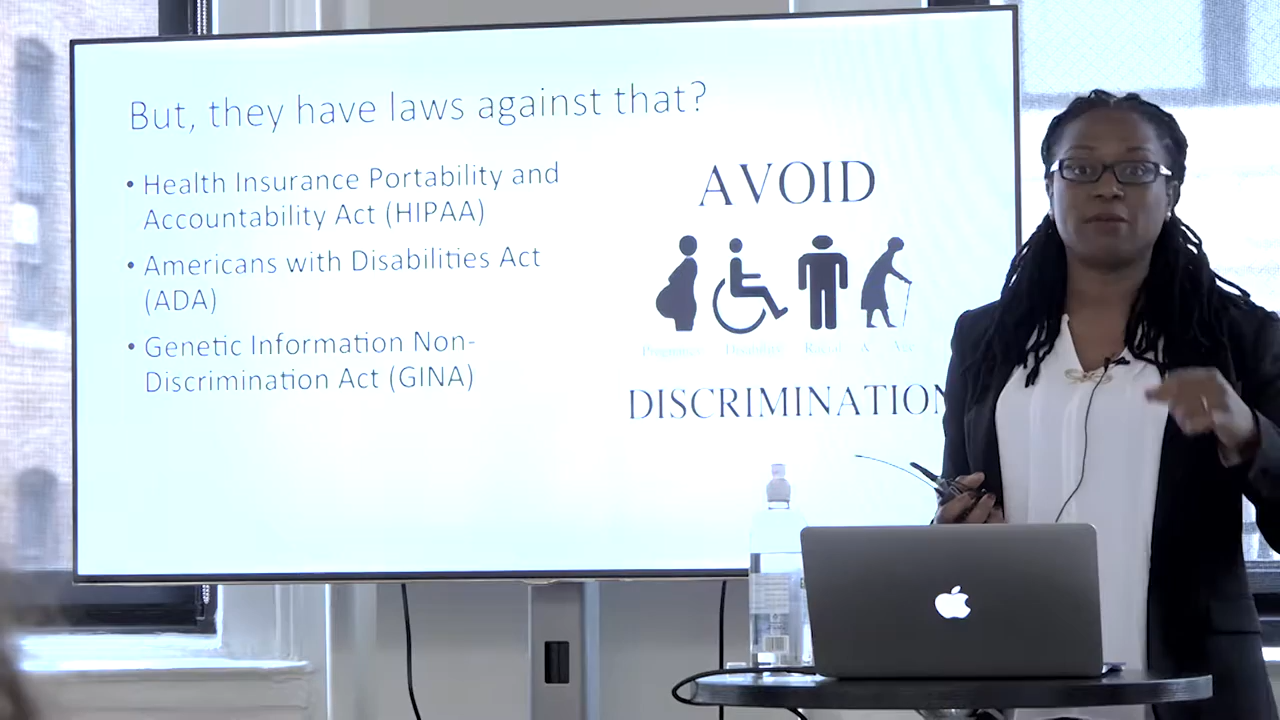 But, they have laws against that?
• Health Insurance Portability and
Accountability Act (HIPAA)
• Americans with Disabilities Act
(ADA)
• Genetic Information Non-
Discrimination Act (GINA)
AVOID
Disability
DISCRIMINATION